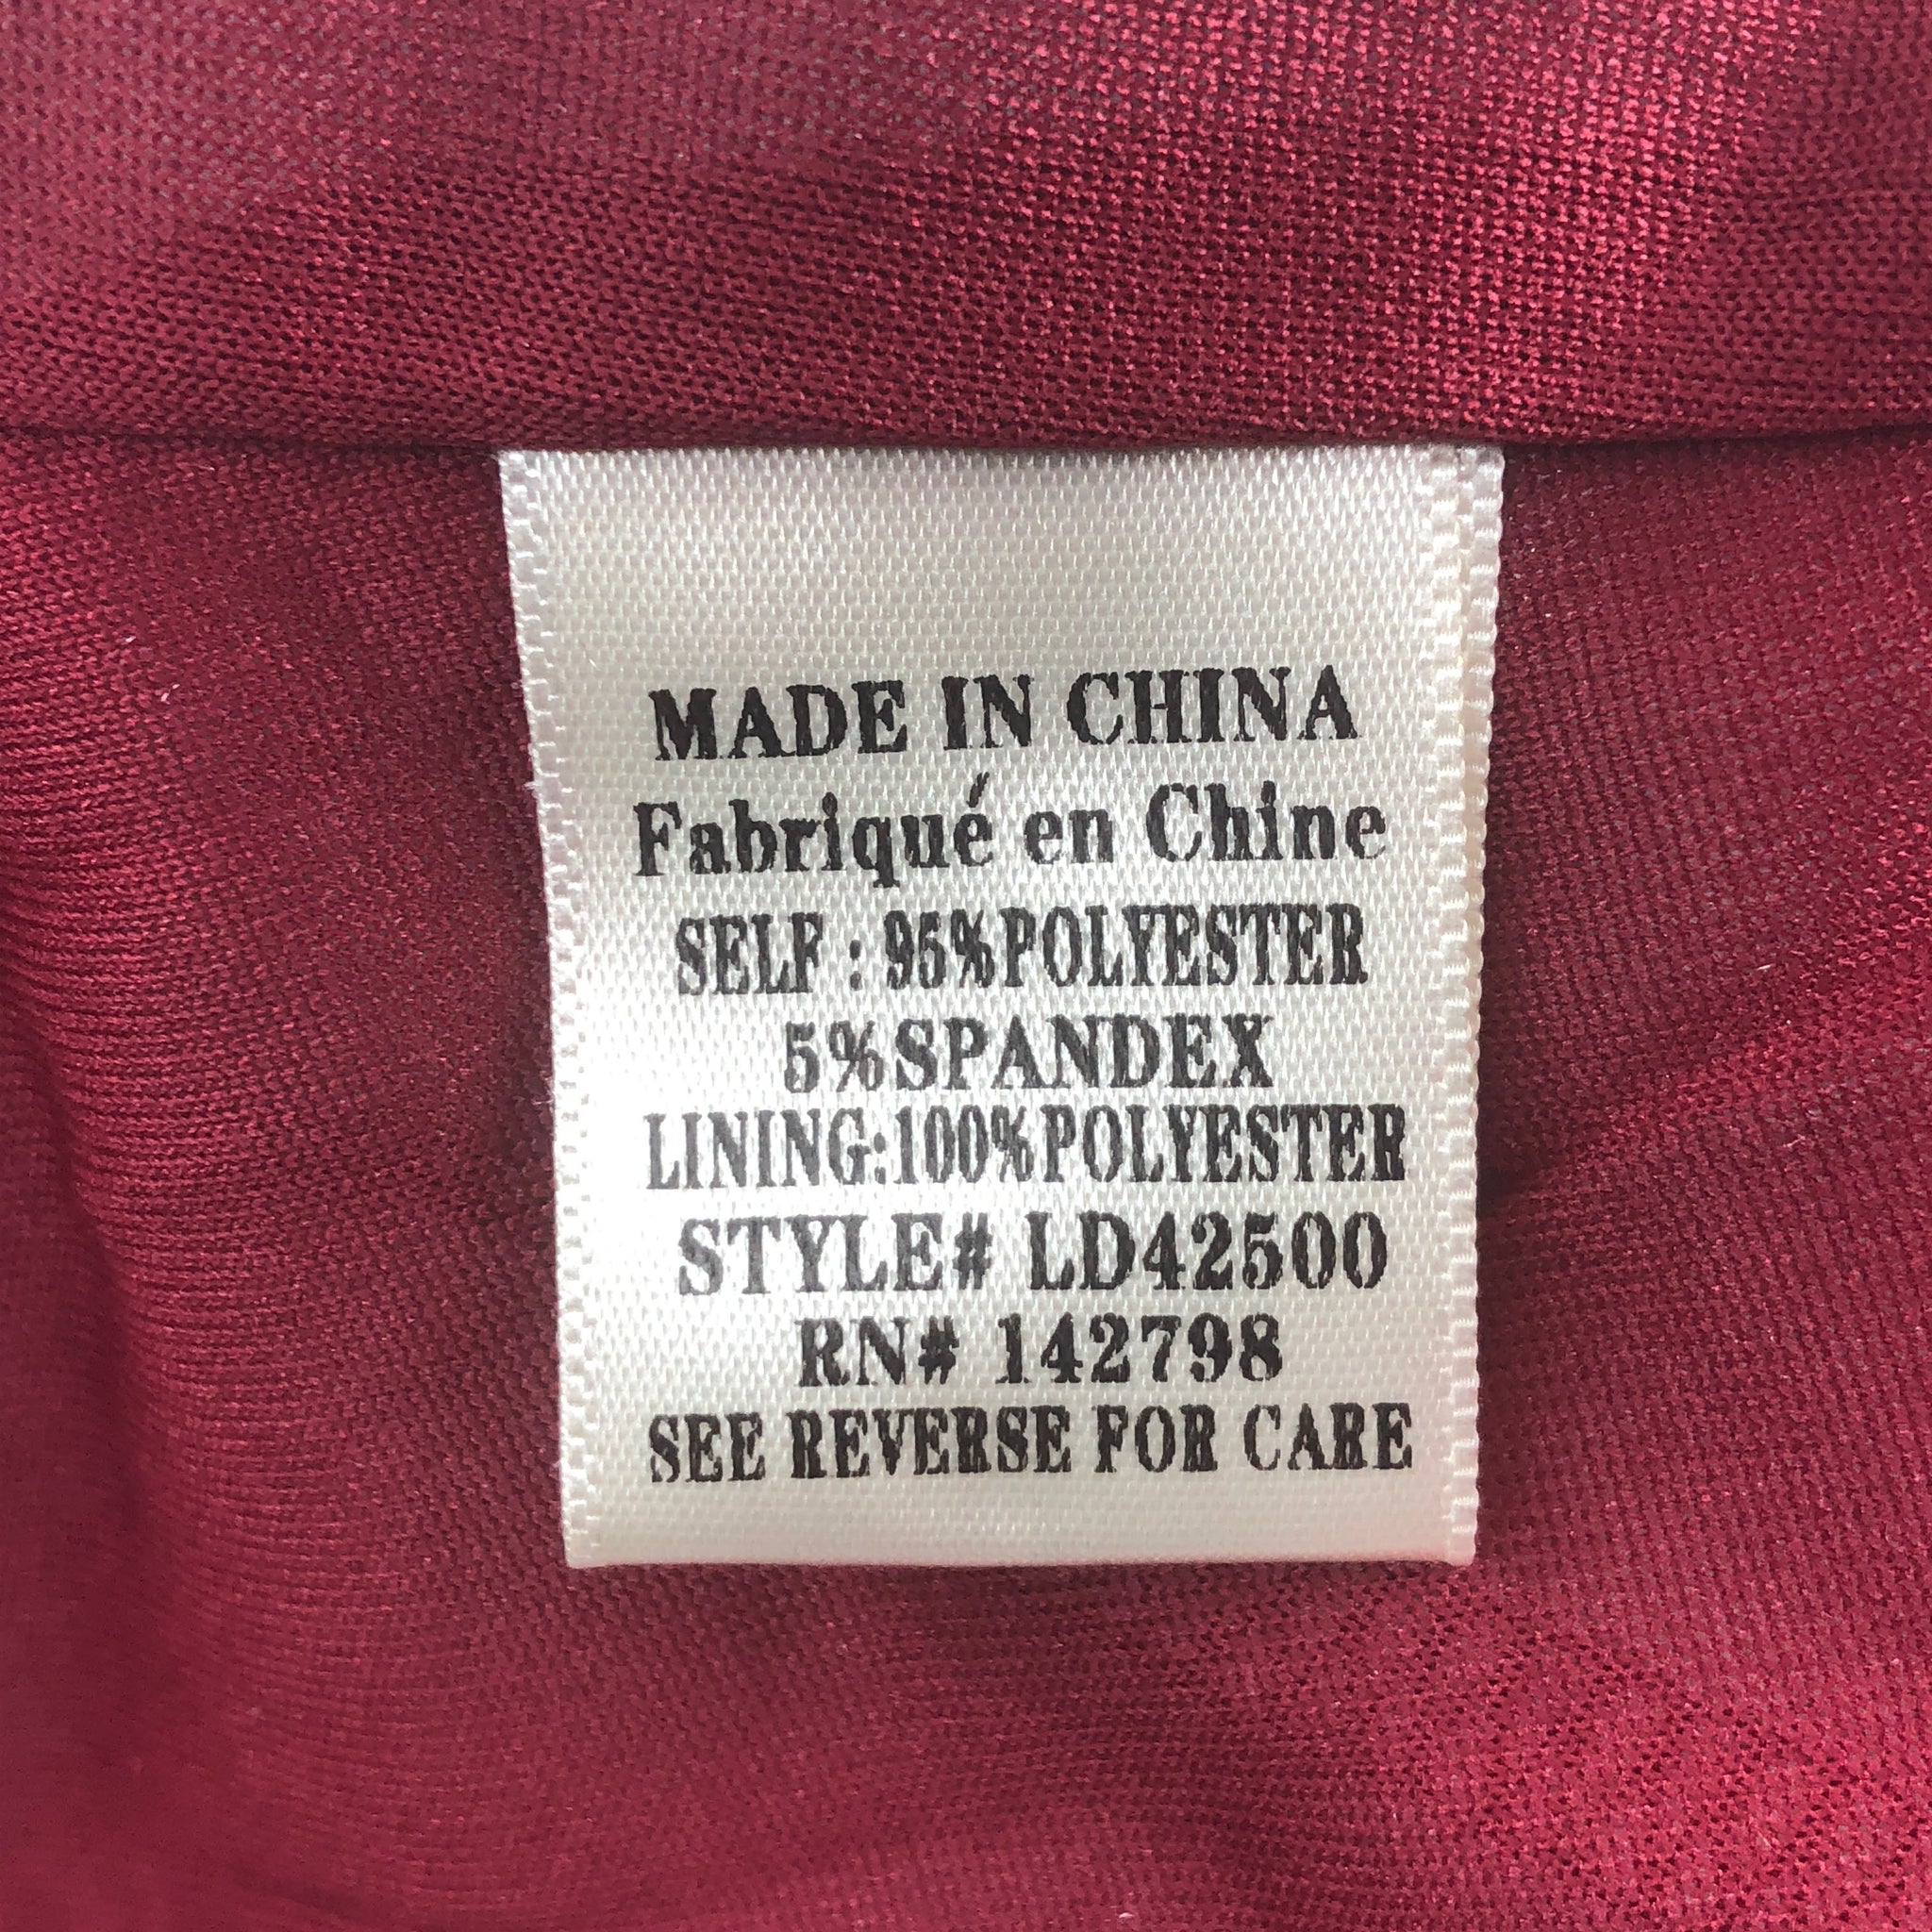 MADE IN CHINA
Fabriqué en Chine
SELF : 95%POLYESTER
5%SPANDEX
LINING:100%POLYESTER
STYLE# LD42500
RN# 142798
SEE REVERSE FOR CARE